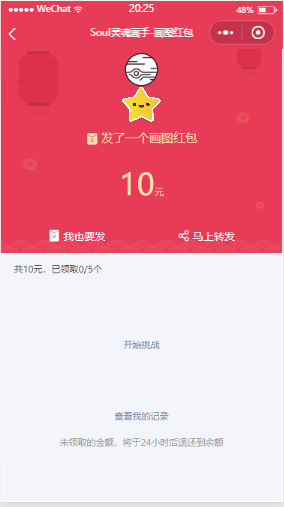 WeChat
20:25
48%
Soul灵魂画手-画图红包
发了一个画图红包
10元
我也要发
马上转发
共10元，已领取0/5个
开始挑战
查看我的记录
未领取的金额，将于24小时后退还到余额